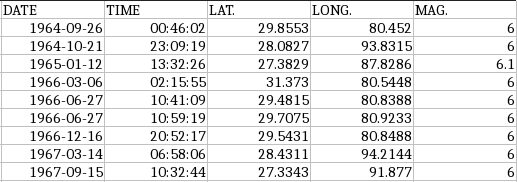 DATE TIME LAT. LONG. MAG.
1964-09-26 00:46:02 29.8553 80.452 6
1964-10-21 23:09:19 28.0827 93.8315 6
1965-01-12 13:32:26 27.3829 87.8286 6.1
1966-03-06 02:15:55 31.373 80.5448 6
1966-06-27 10:41:09 29.4815 80.8388 6
1966-06-27 10:59:19 29.7075 80.9233 6
1966-12-16 20:52:17 29.5431 80.8488 6
1967-03-14 06:58:06 28.4311 94.2144 6
1967-09-15 10:32:44 27.3343 91.877 6